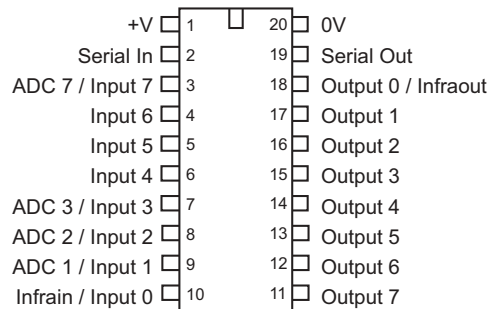 +V 1 20 0V
Serial In 2 19 Serial Out
ADC 7 / Input 7 3 18 Output 0 / Infraout
Input 6 4 17 Output 1
Input 5 5 16 Output 2
Input 4 6 15 Output 3
ADC 3 / Input 3 7 14 Output 4
ADC 2 / Input 2 8 13 Output 5
ADC 1 / Input 1 9 12 Output 6
Infrain / Input 0 10 11 Output 7